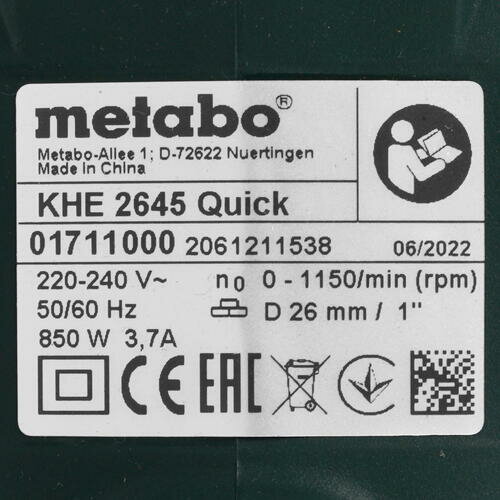 metabo®
Metabo-Allee 1; D-72622 Nuertingen
Made in China
KHE 2645 Quick
01711000 2061211538 06/2022
220-240 V~ n0 0 - 1150/min (rpm)
50/60 Hz D 26 mm / 1"
850 W 3,7A
CE EAC